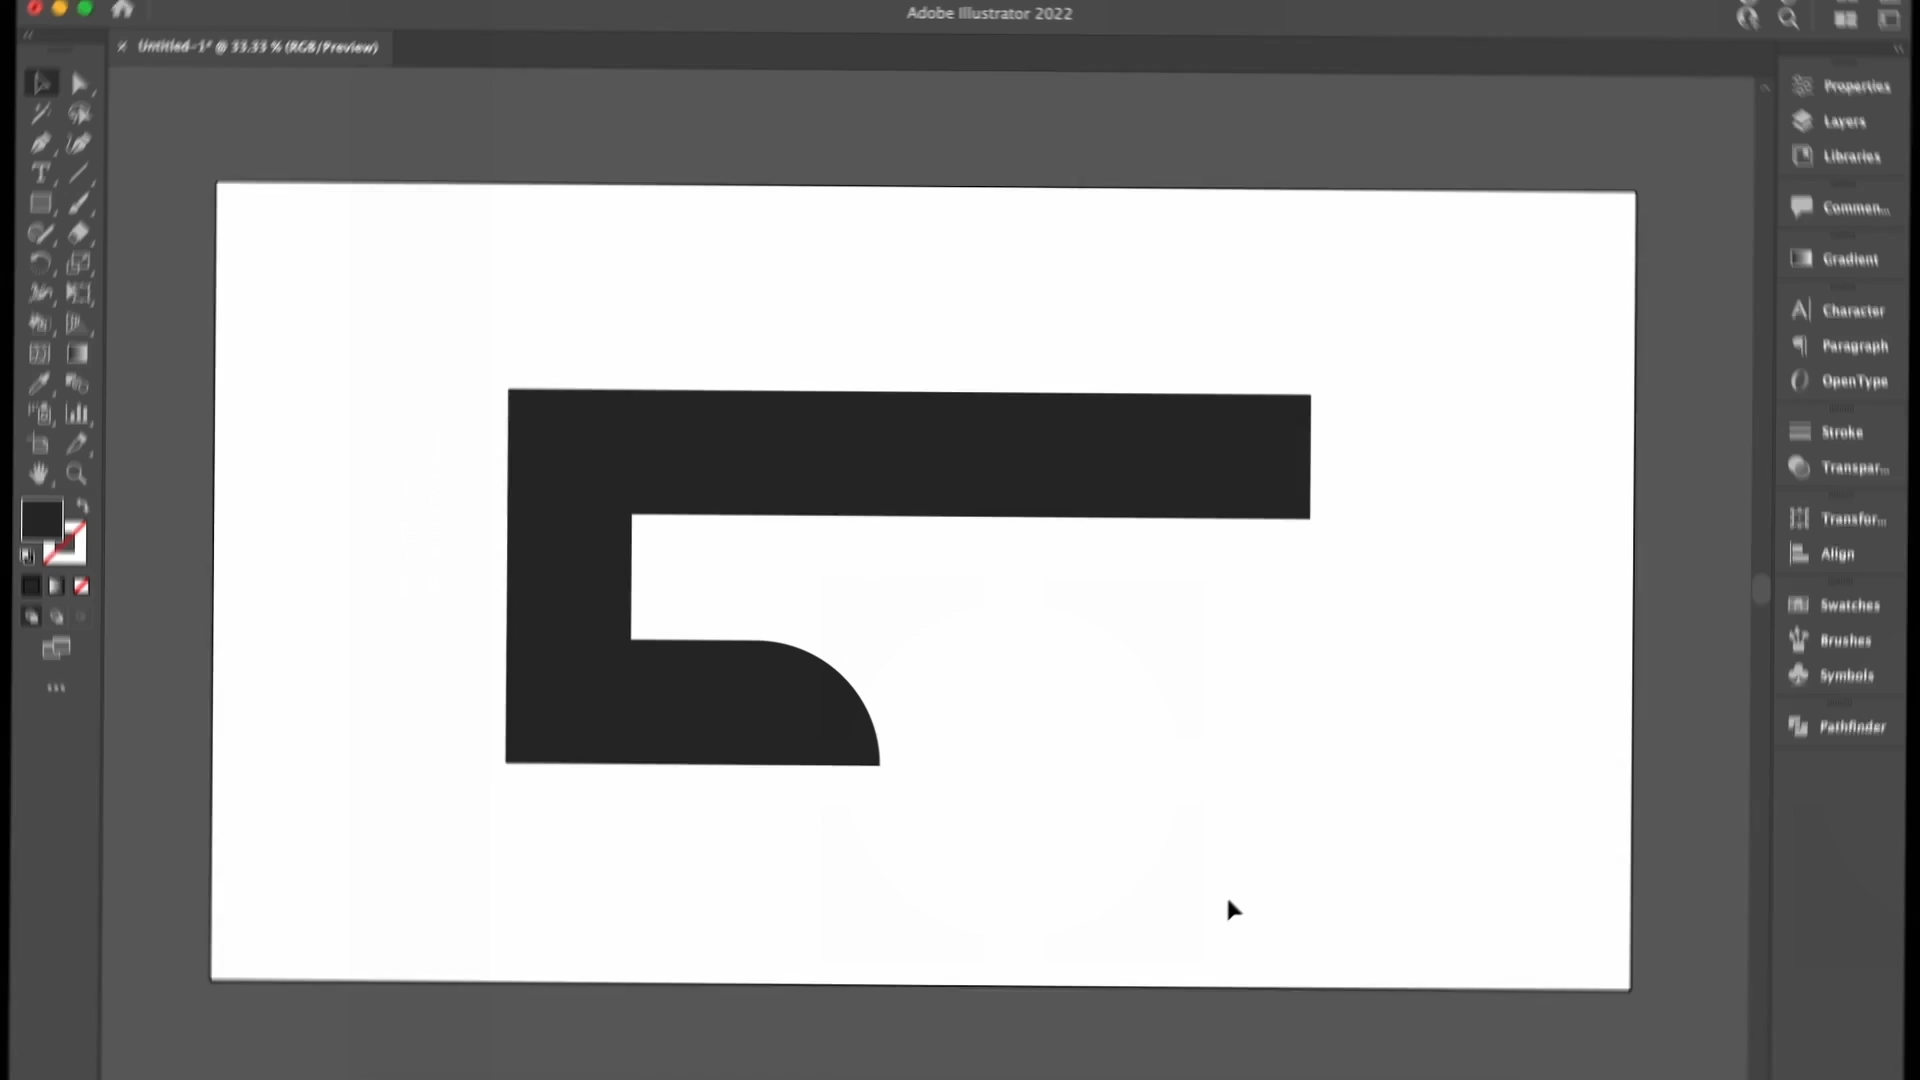 Adobe Illustrator 2022
Untitled-1* @ 33.33 % (RGB/Preview)
Properties
Layers
Libraries
Commen...
Gradient
Character
Paragraph
OpenType
Stroke
Transpar...
Transfor...
Align
Swatches
Brushes
Symbols
Pathfinder